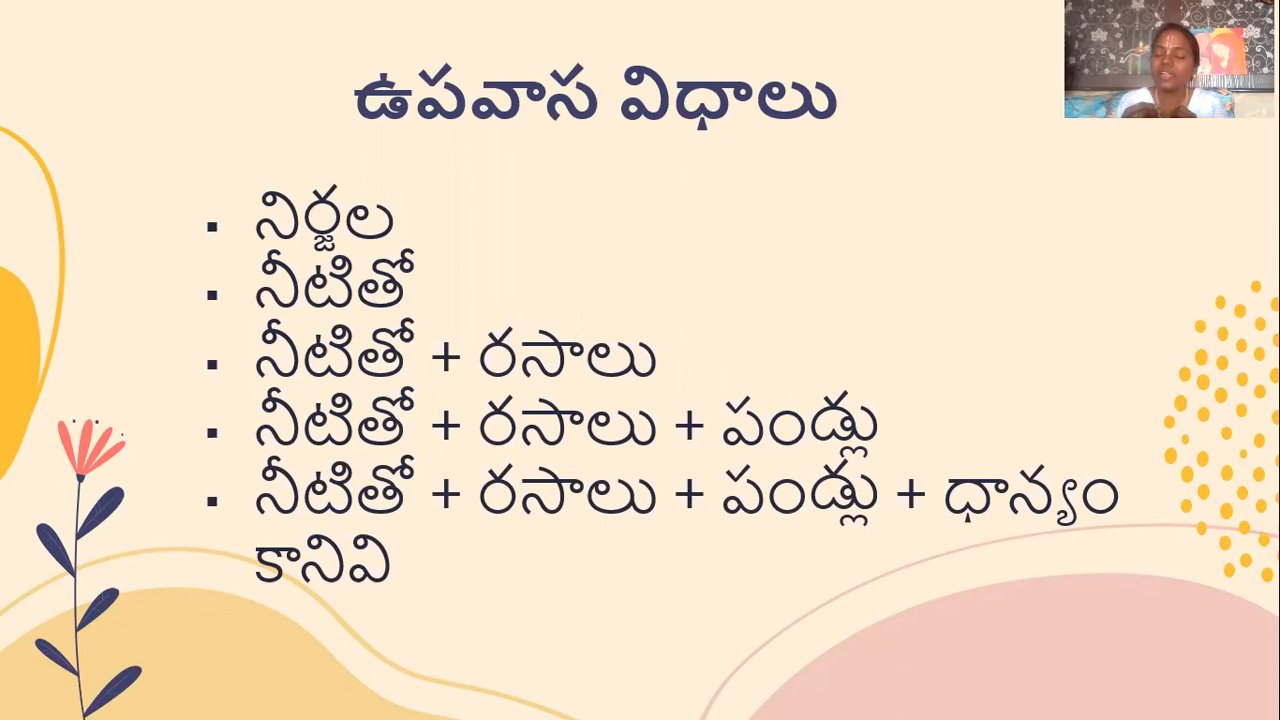 ఉపవాస విధాలు
▪ నిర్జల
▪ నీటితో
▪ నీటితో + రసాలు
▪ నీటితో + రసాలు + పండ్లు
▪ నీటితో + రసాలు + పండ్లు + ధాన్యం
కానివి